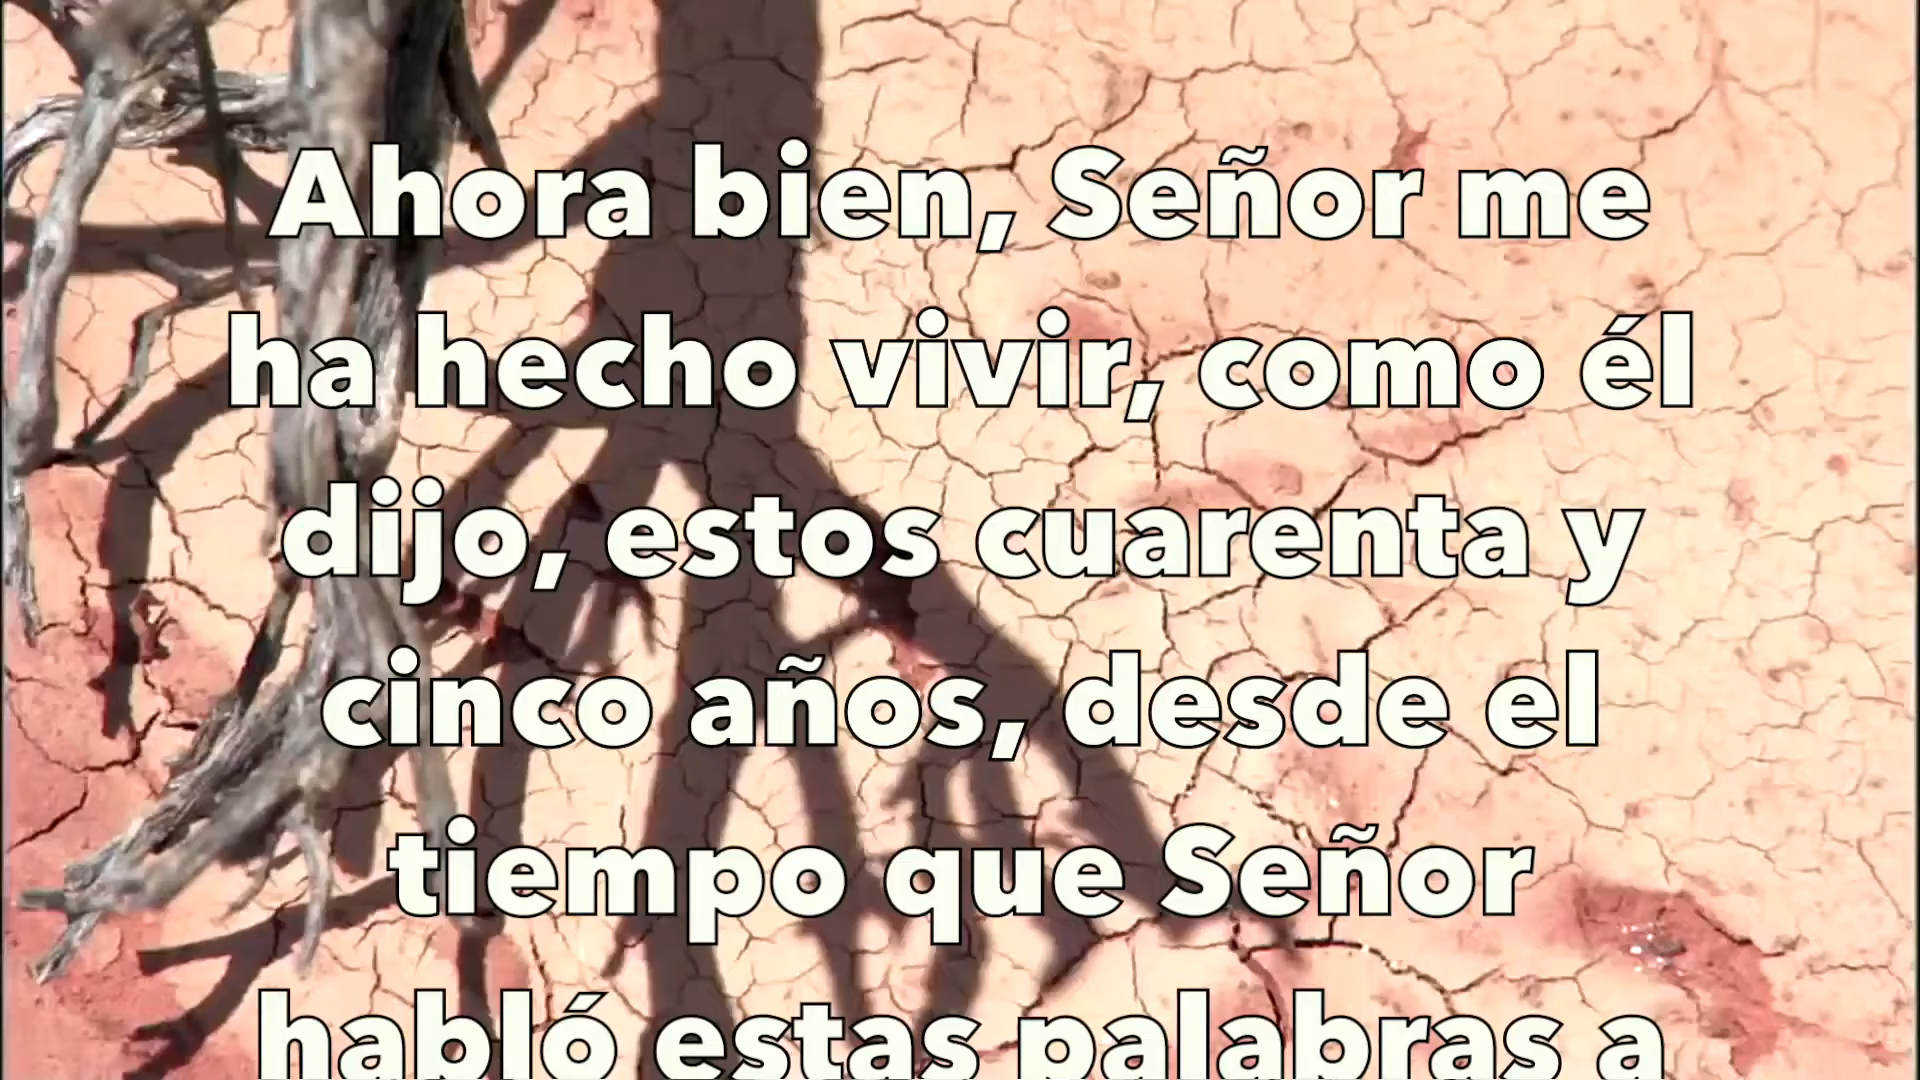 Ahora bien, Señor me
ha hecho vivir, como él
dijo, estos cuarenta y
cinco años, desde el
tiempo que Señor
habló estas palabras a